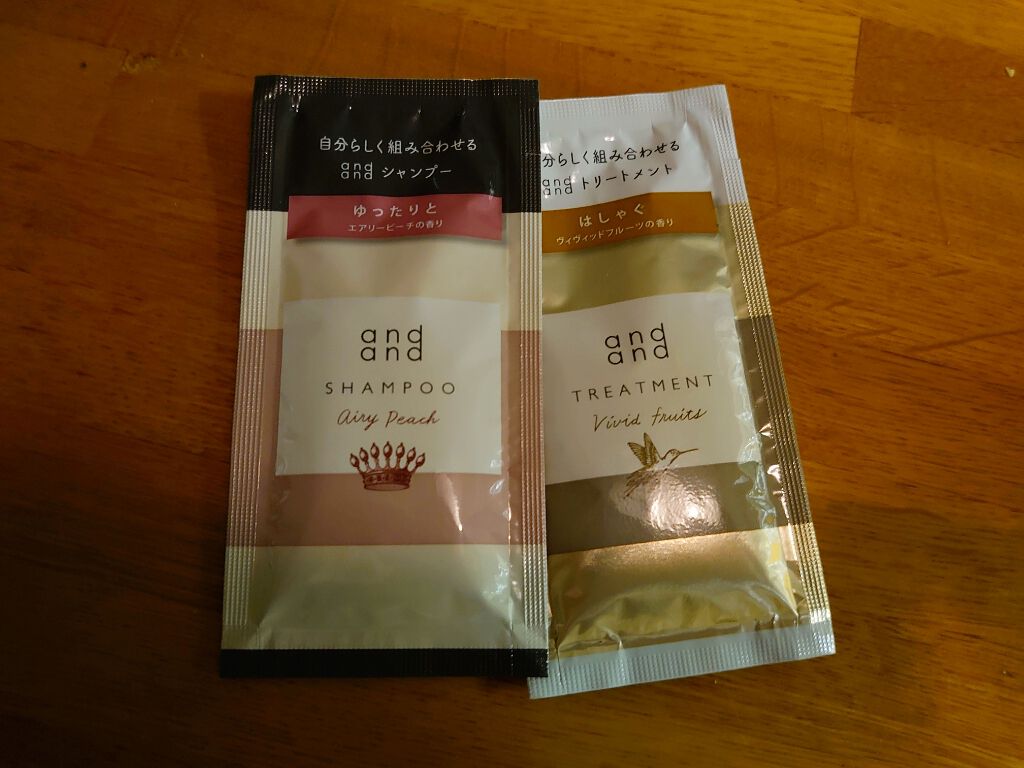 自分らしく組み合わせる
and and シャンプー
ゆったりと
エアリーピーチの香り
and
and
SHAMPOO
Airy Peach
分らしく組み合わせる
and and トリートメント
はしゃぐ
ヴィヴィッドフルーツの香り
and
and
TREATMENT
Vivid fruits